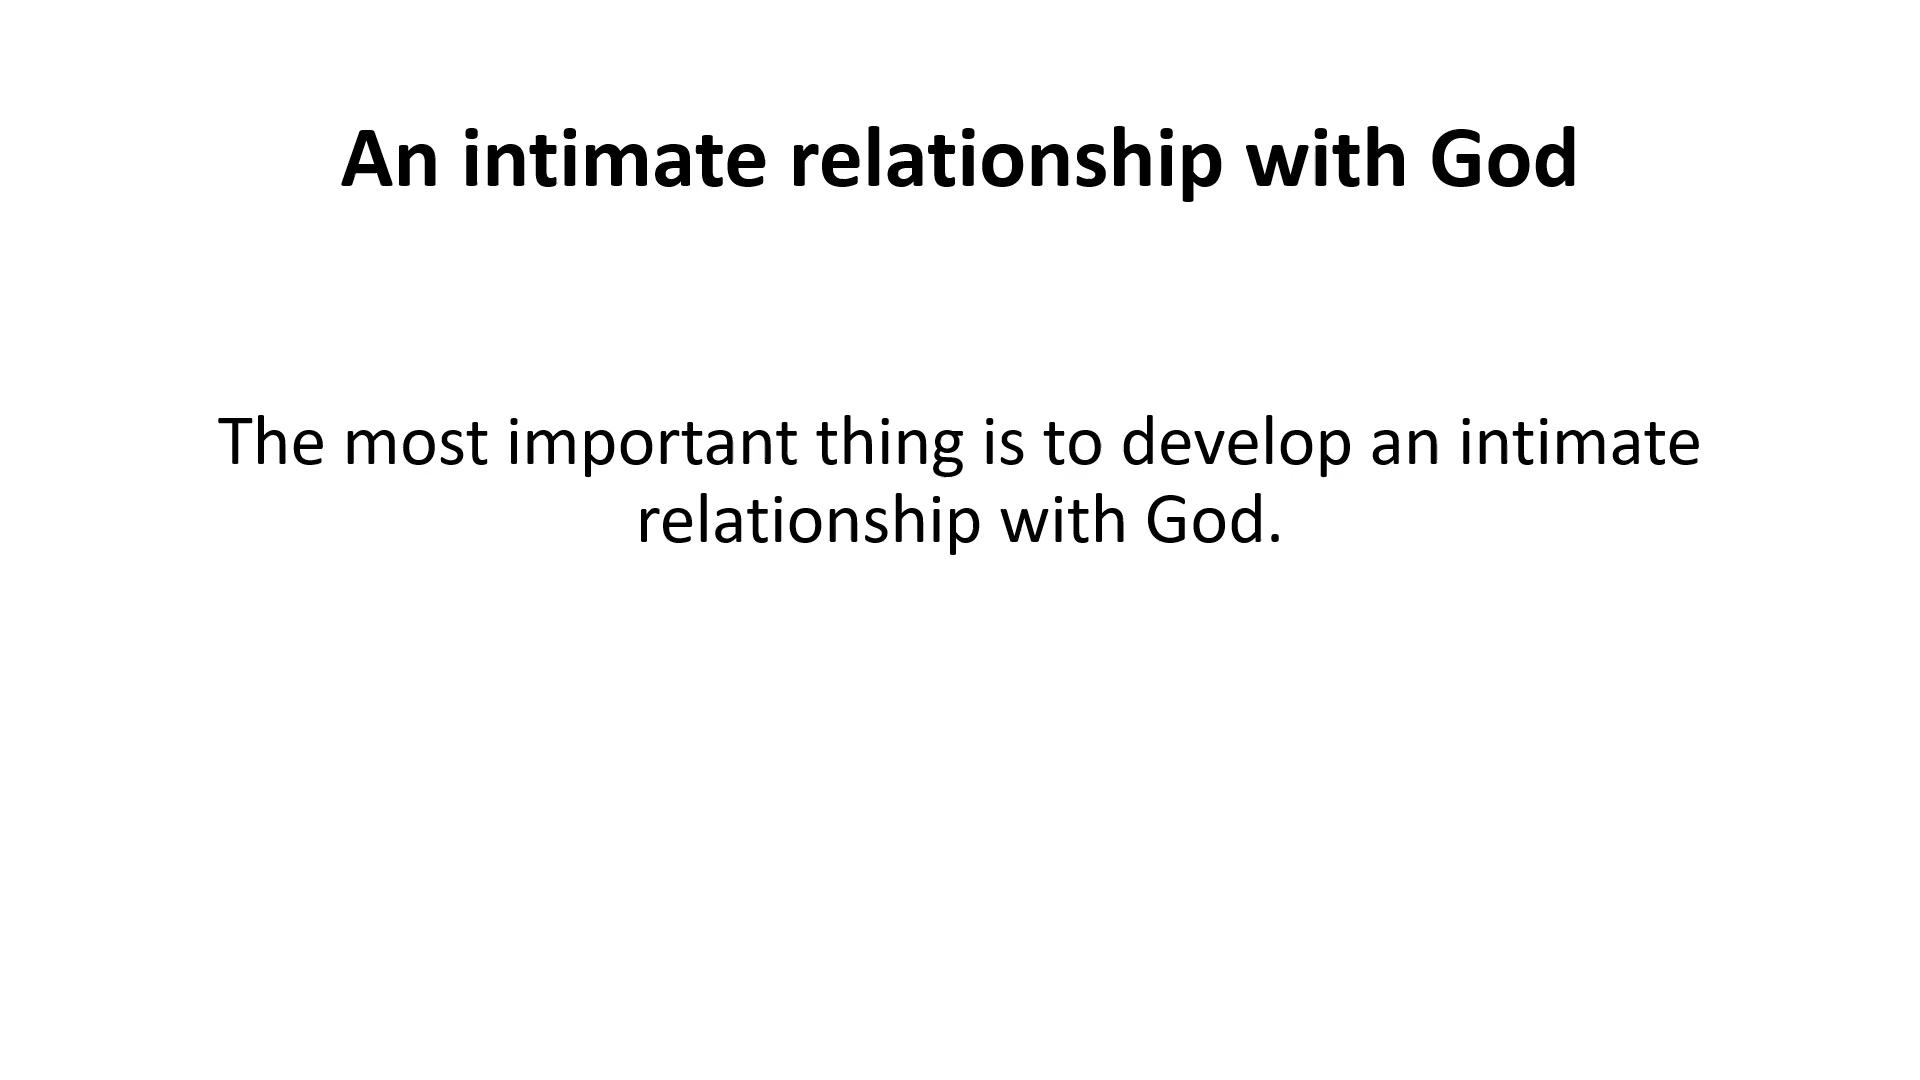 An intimate relationship with God
The most important thing is to develop an intimate
relationship with God.